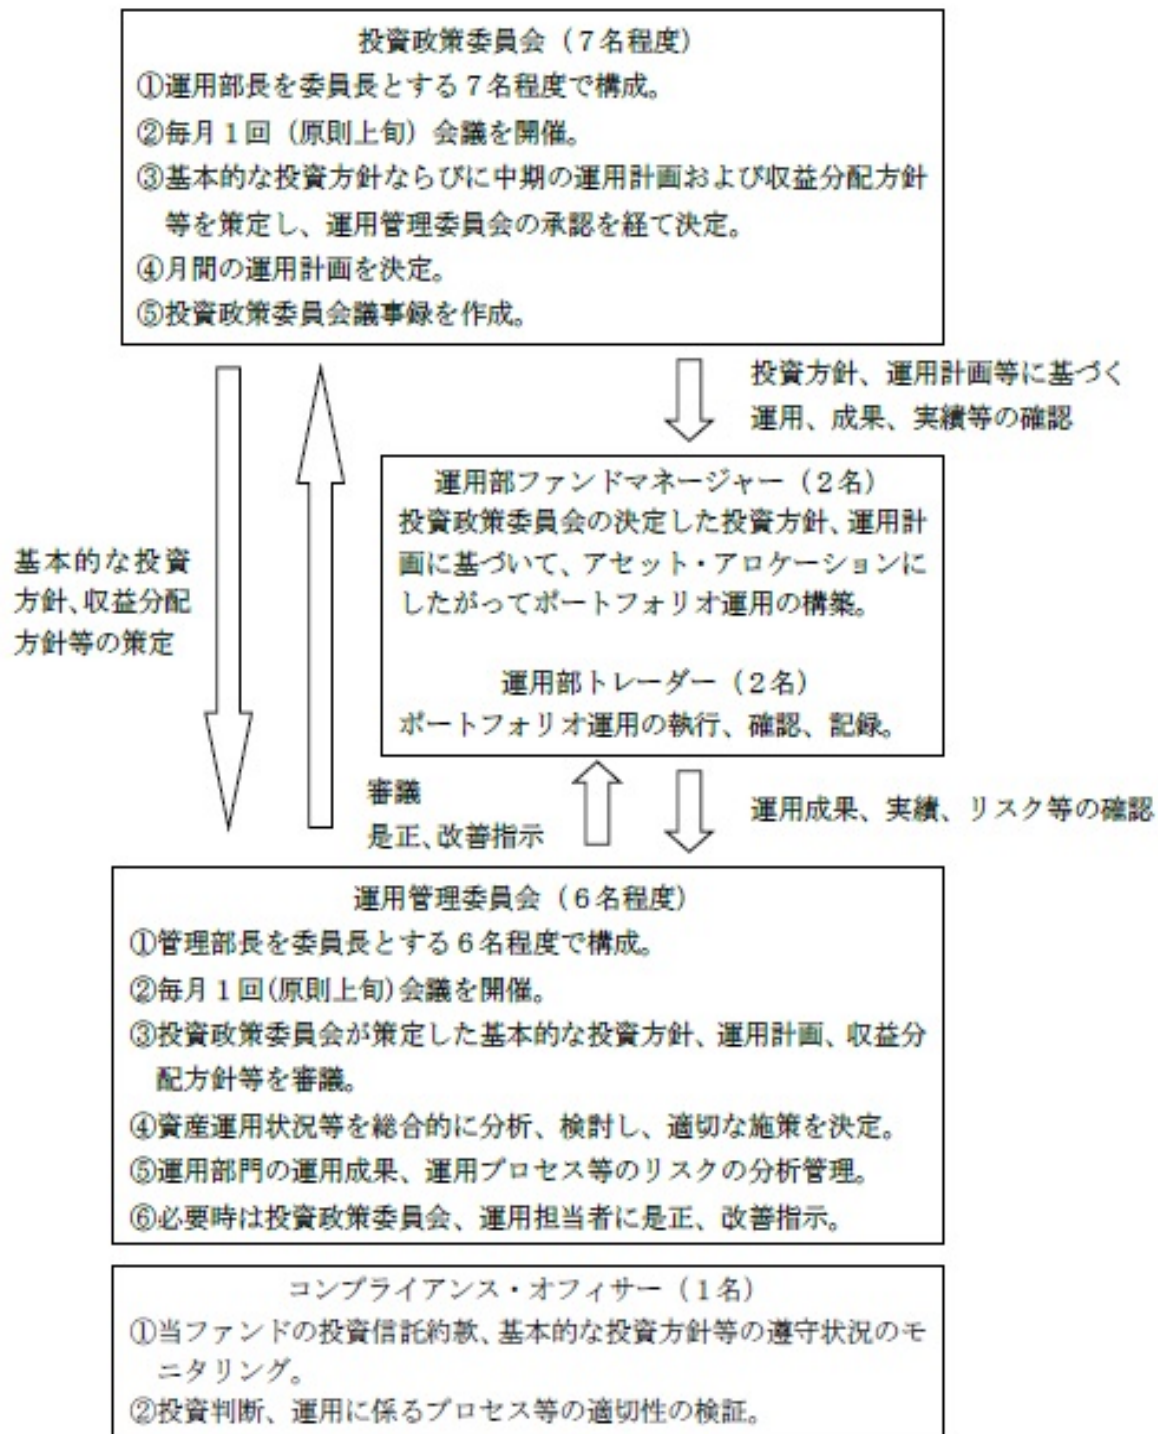 投資政策委員会（７名程度）
①運用部長を委員長とする７名程度で構成。
②毎月１回（原則上旬）会議を開催。
③基本的な投資方針ならびに中期の運用計画および収益分配方針
等を策定し、運用管理委員会の承認を経て決定。
④月間の運用計画を決定。
⑤投資政策委員会議事録を作成。
投資方針、運用計画等に基づく
運用、成果、実績等の確認
運用部ファンドマネージャー（２名）
投資政策委員会の決定した投資方針、運用計
画に基づいて、アセット・アロケーションに
したがってポートフォリオ運用の構築。
運用部トレーダー（２名）
ポートフォリオ運用の執行、確認、記録。
基本的な投資
方針、収益分配
方針等の策定
審議
是正、改善指示
運用成果、実績、リスク等の確認
運用管理委員会（６名程度）
①管理部長を委員長とする６名程度で構成。
②毎月１回(原則上旬)会議を開催。
③投資政策委員会が策定した基本的な投資方針、運用計画、収益分
配方針等を審議。
④資産運用状況等を総合的に分析、検討し、適切な施策を決定。
⑤運用部門の運用成果、運用プロセス等のリスクの分析管理。
⑥必要時は投資政策委員会、運用担当者に是正、改善指示。
コンプライアンス・オフィサー（１名）
①当ファンドの投資信託約款、基本的な投資方針等の遵守状況のモ
ニタリング。
②投資判断、運用に係るプロセス等の適切性の検証。